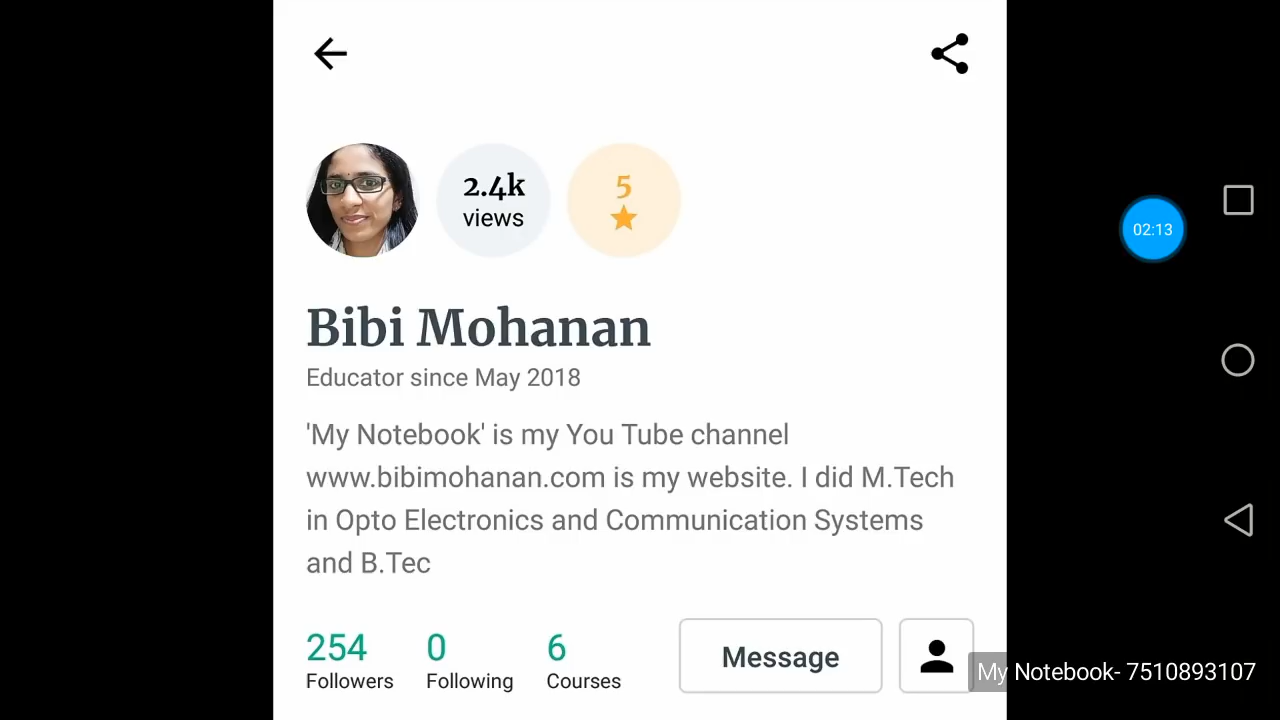 2.4k
views
5
02:13
Bibi Mohanan
Educator since May 2018
'My Notebook' is my You Tube channel
www.bibimohanan.com is my website. I did M.Tech
in Opto Electronics and Communication Systems
and B.Tec
254 0 6
Followers Following Courses
Message
My Notebook- 7510893107